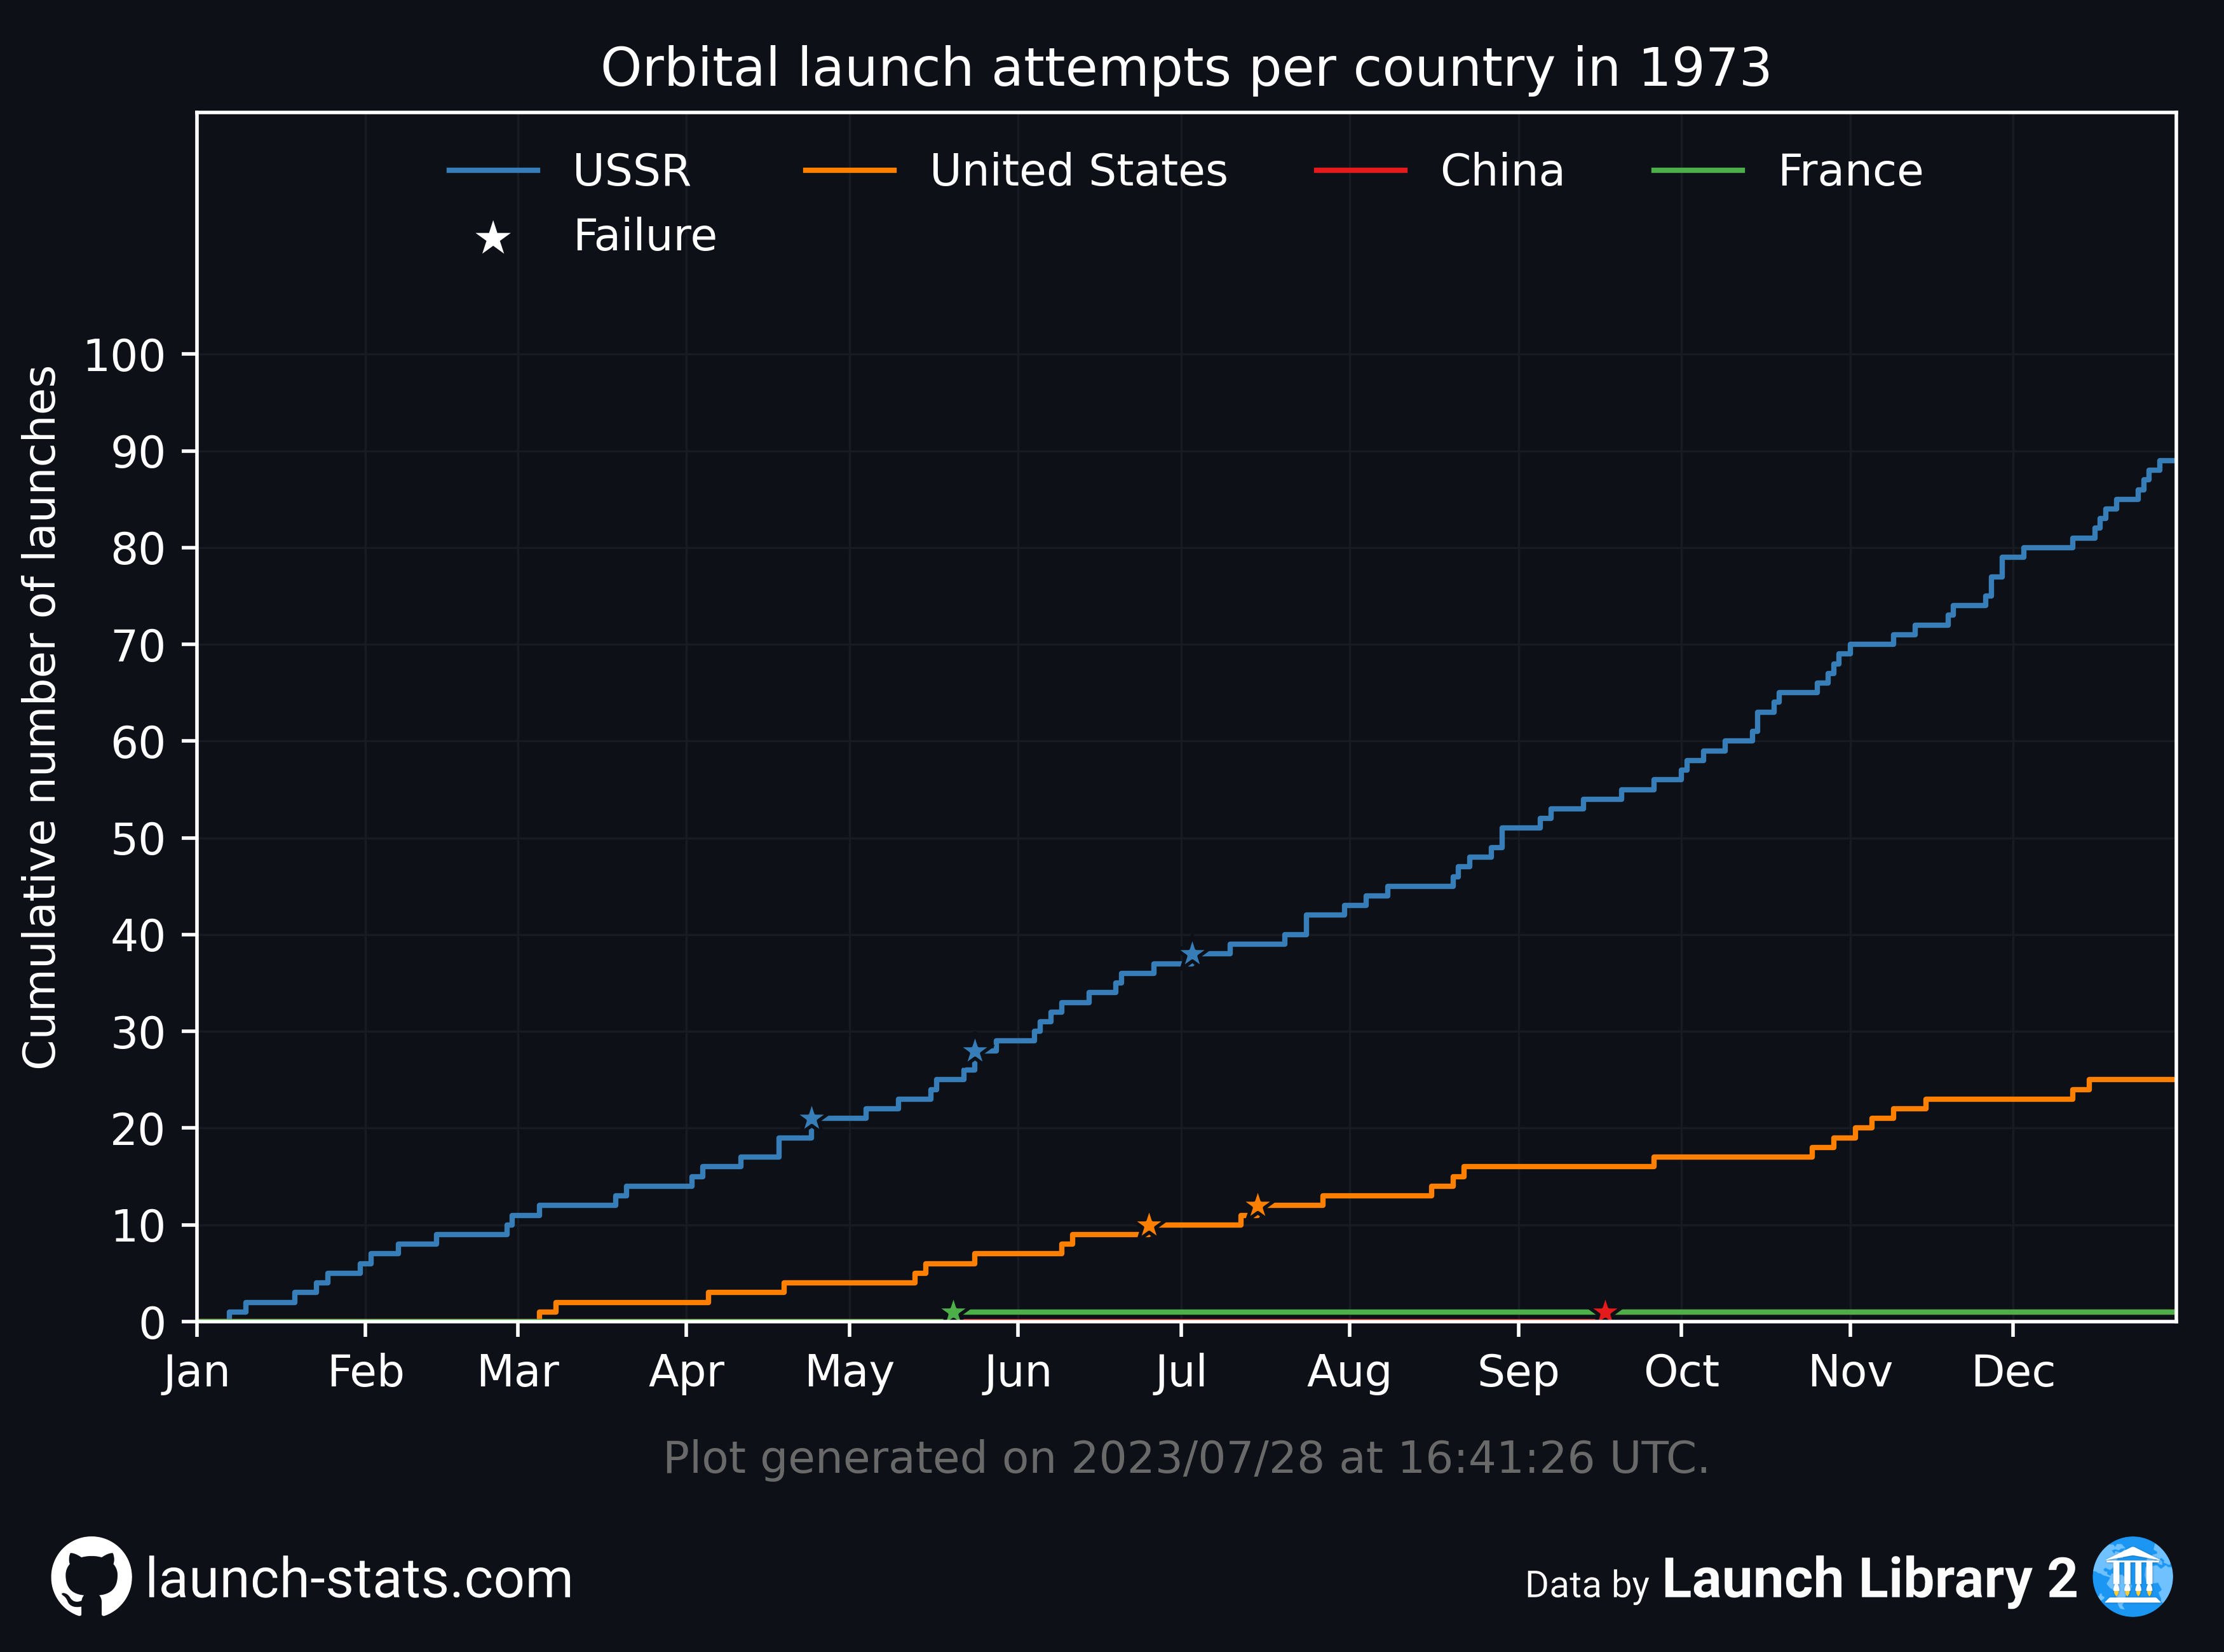 Orbital launch attempts per country in 1973
USSR United States China France
Failure
Cumulative number of launches
100
90
80
70
60
50
40
30
20
10
0
Jan Feb Mar Apr May Jun Jul Aug Sep Oct Nov Dec
Plot generated on 2023/07/28 at 16:41:26 UTC.
launch-stats.com
Data by Launch Library 2